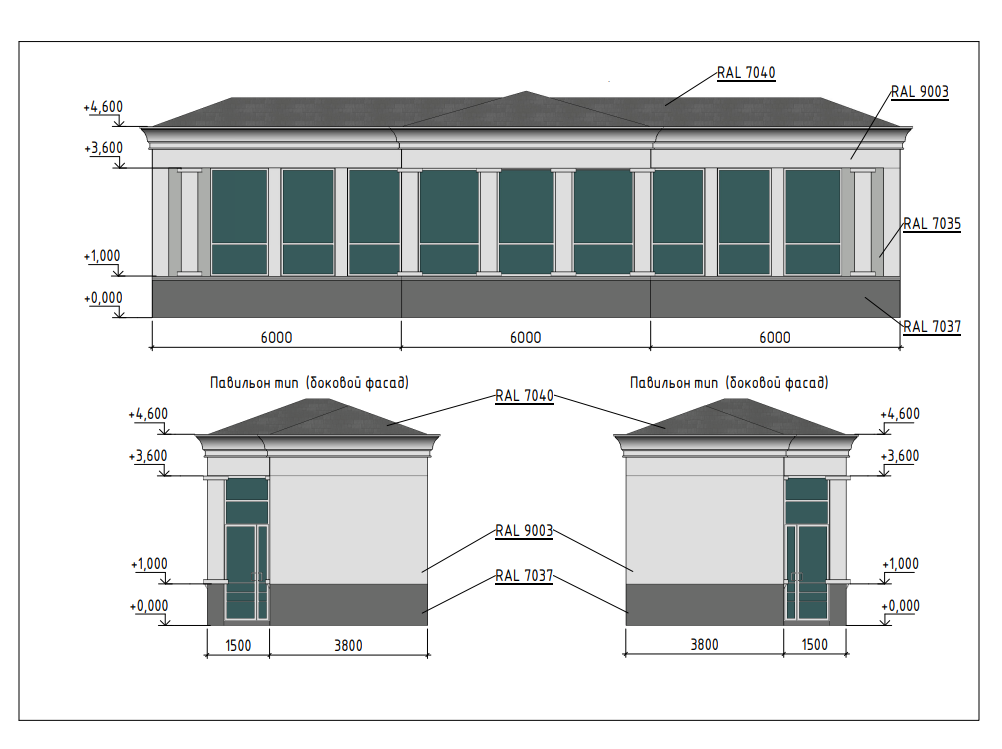 RAL 7040
RAL 9003
+4,600
+3,600
RAL 7035
+1,000
+0,000
RAL 7037
6000 6000 6000
Павильон тип (боковой фасад) Павильон тип (боковой фасад)
RAL 7040
+4,600 +4,600
+3,600 +3,600
RAL 9003
+1,000 +1,000
RAL 7037
+0,000 +0,000
1500 3800 3800 1500